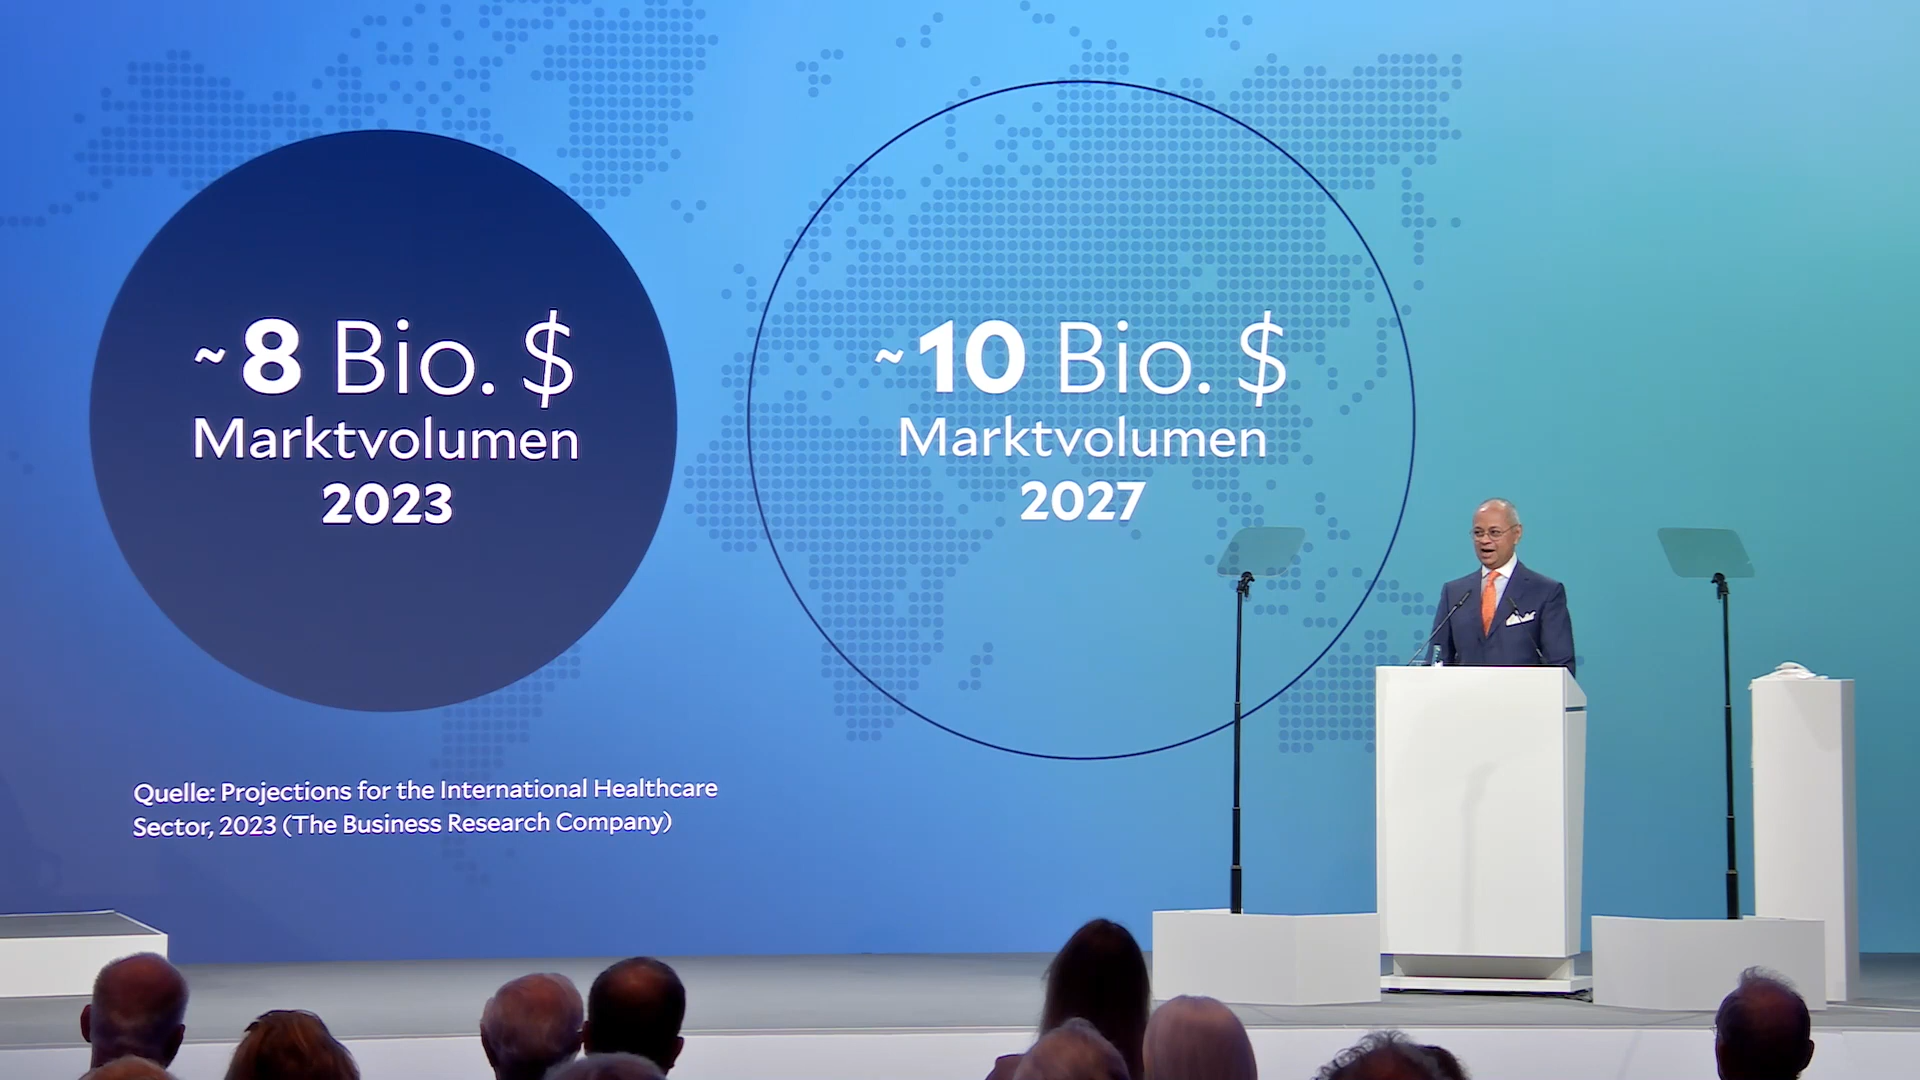 ~8 Bio. $
Marktvolumen
2023
~10 Bio. $
Marktvolumen
2027
Quelle: Projections for the International Healthcare
Sector, 2023 (The Business Research Company)